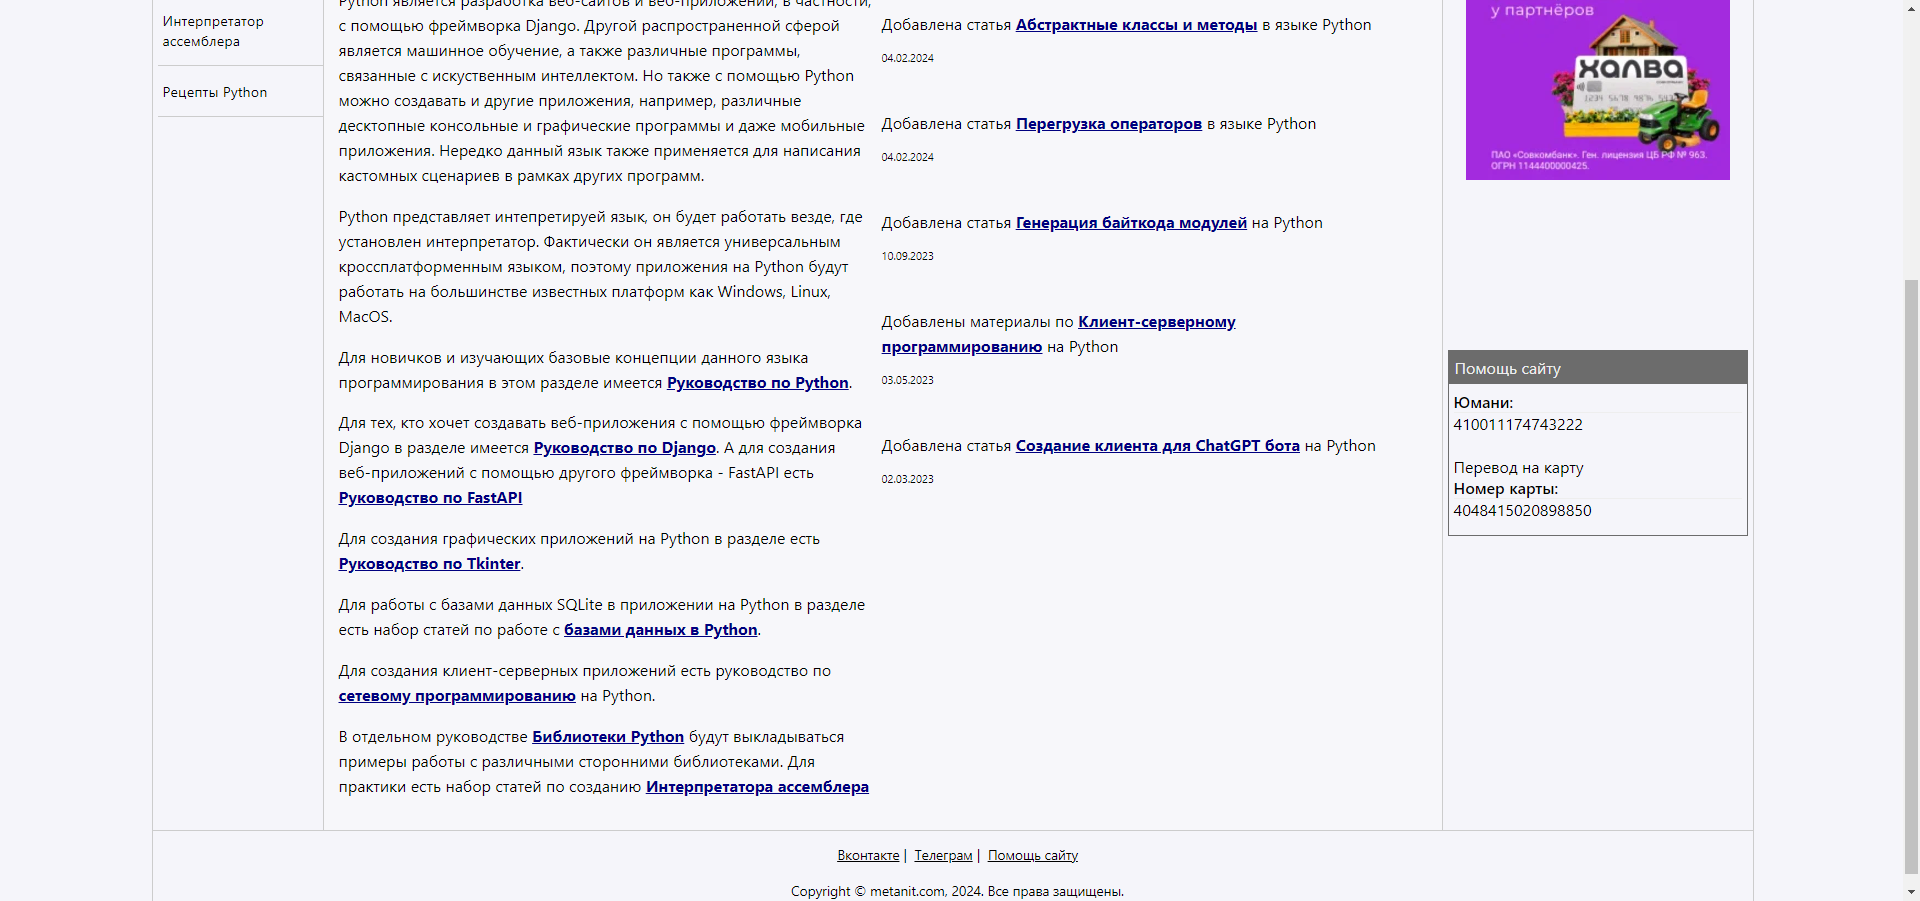 Интерпретатор
ассемблера
Рецепты Python
Python является разработка веб-сайтов и веб-приложений, в частности,
с помощью фреймворка Django. Другой распространенной сферой
является машинное обучение, а также различные программы,
связанные с искуственным интеллектом. Но также с помощью Python
можно создавать и другие приложения, например, различные
десктопные консольные и графические программы и даже мобильные
приложения. Нередко данный язык также применяется для написания
кастомных сценариев в рамках других программ.
Python представляет интепретируей язык, он будет работать везде, где
установлен интерпретатор. Фактически он является универсальным
кроссплатформенным языком, поэтому приложения на Python будут
работать на большинстве известных платформ как Windows, Linux,
MacOS.
Для новичков и изучающих базовые концепции данного языка
программирования в этом разделе имеется Руководство по Python.
Для тех, кто хочет создавать веб-приложения с помощью фреймворка
Django в разделе имеется Руководство по Django. А для создания
веб-приложений с помощью другого фреймворка - FastAPI есть
Руководство по FastAPI
Для создания графических приложений на Python в разделе есть
Руководство по Tkinter.
Для работы с базами данных SQLite в приложении на Python в разделе
есть набор статей по работе с базами данных в Python.
Для создания клиент-серверных приложений есть руководство по
сетевому программированию на Python.
В отдельном руководстве Библиотеки Python будут выкладываться
примеры работы с различными сторонними библиотеками. Для
практики есть набор статей по созданию Интерпретатора ассемблера
Добавлена статья Абстрактные классы и методы в языке Python
04.02.2024
Добавлена статья Перегрузка операторов в языке Python
04.02.2024
Добавлена статья Генерация байткода модулей на Python
10.09.2023
Добавлены материалы по Клиент-серверному
программированию на Python
03.05.2023
Добавлена статья Создание клиента для ChatGPT бота на Python
02.03.2023
у партнёров
ХАЛВА
ПАО «Совкомбанк». Ген. лицензия ЦБ РФ № 963.
ОГРН 1144400000425.
Помощь сайту
Юмани:
410011174743222
Перевод на карту
Номер карты:
4048415020898850
Вконтакте | Телеграм | Помощь сайту
Copyright © metanit.com, 2024. Все права защищены.